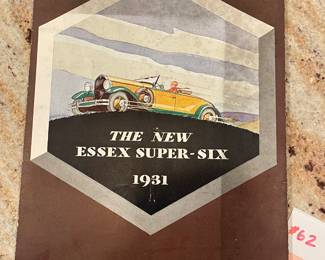 THE NEW
ESSEX SUPER-SIX
1931
#62